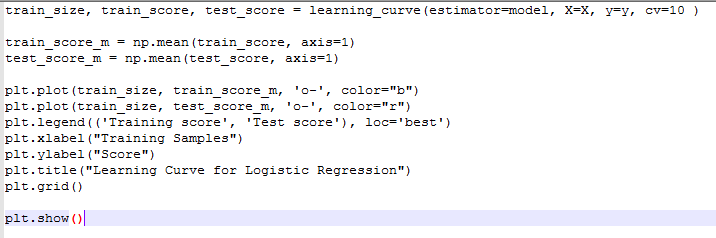 train_size, train_score, test_score = learning_curve(estimator=model, X=X, y=y, cv=10 )
train_score_m = np.mean(train_score, axis=1)
test_score_m = np.mean(test_score, axis=1)
plt.plot(train_size, train_score_m, 'o-', color="b")
plt.plot(train_size, test_score_m, 'o-', color="r")
plt.legend(('Training score', 'Test score'), loc='best')
plt.xlabel("Training Samples")
plt.ylabel("Score")
plt.title("Learning Curve for Logistic Regression")
plt.grid()
plt.show()